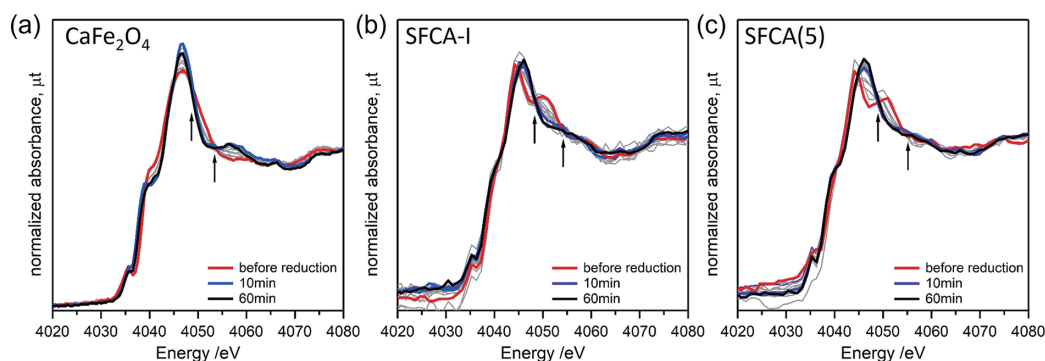 (a)
CaFe₂O₄
normalized absorbance, μt
before reduction
10min
60min
4020 4030 4040 4050 4060 4070 4080
Energy /eV
(b)
SFCA-I
normalized absorbance, μt
before reduction
10min
60min
4020 4030 4040 4050 4060 4070 4080
Energy /eV
(c)
SFCA(5)
normalized absorbance, μt
before reduction
10min
60min
4020 4030 4040 4050 4060 4070 4080
Energy /eV